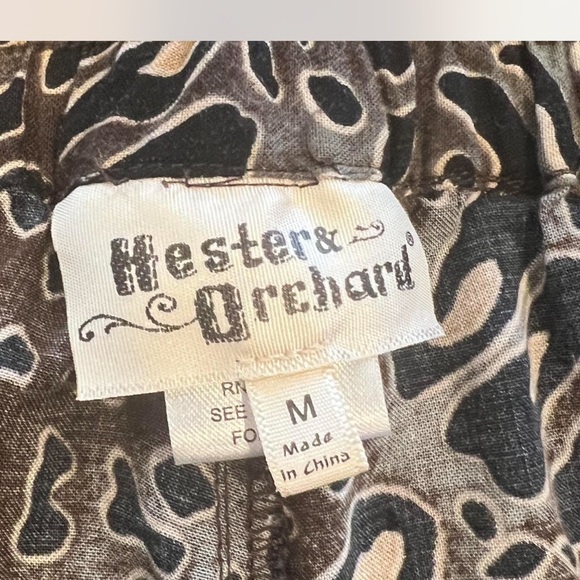 Hester &
Orchard®
RN
SEE
FO
M
Made
in China